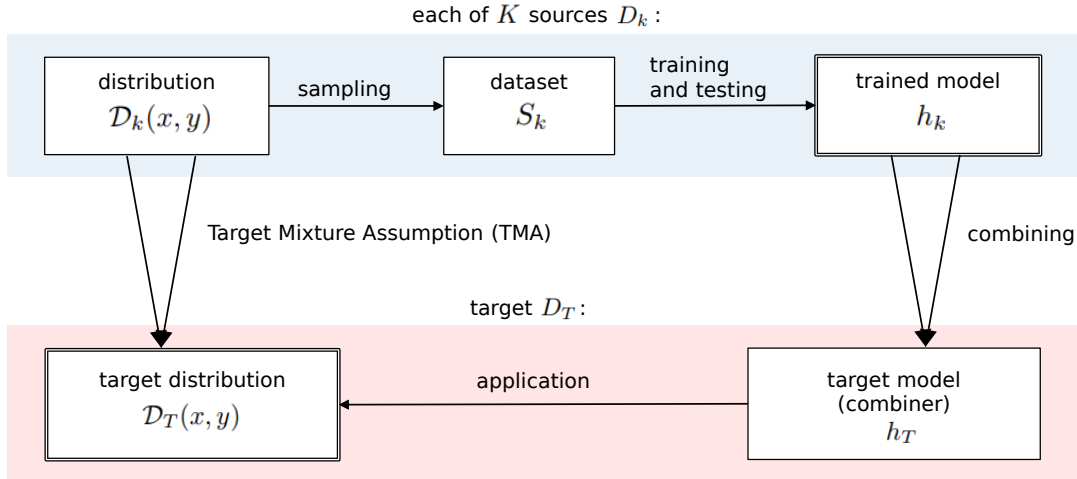 each of K sources D_k:
distribution
𝒟_k(x, y)
sampling
dataset
S_k
training
and testing
trained model
h_k
Target Mixture Assumption (TMA)
combining
target D_T:
target distribution
𝒟_T(x, y)
application
target model
(combiner)
h_T